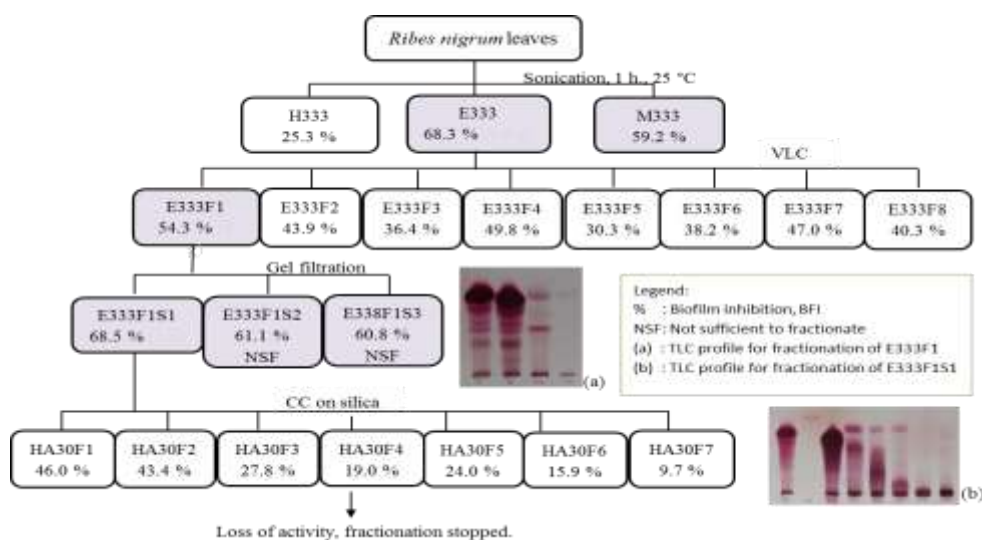 Ribes nigrum leaves
Sonication, 1 h., 25 °C
H333
25.3 %
E333
68.3 %
M333
59.2 %
VLC
E333F1
54.3 %
E333F2
43.9 %
E333F3
36.4 %
E333F4
49.8 %
E333F5
30.3 %
E333F6
38.2 %
E333F7
47.0 %
E333F8
40.3 %
Gel filtration
E333F1S1
68.5 %
E333F1S2
61.1 %
NSF
E338F1S3
60.8 %
NSF
(a)
Legend:
% : Biofilm inhibition, BFI
NSF: Not sufficient to fractionate
(a) : TLC profile for fractionation of E333F1
(b) : TLC profile for fractionation of E333F1S1
CC on silica
HA30F1
46.0 %
HA30F2
43.4 %
HA30F3
27.8 %
HA30F4
19.0 %
HA30F5
24.0 %
HA30F6
15.9 %
HA30F7
9.7 %
(b)
Loss of activity, fractionation stopped.